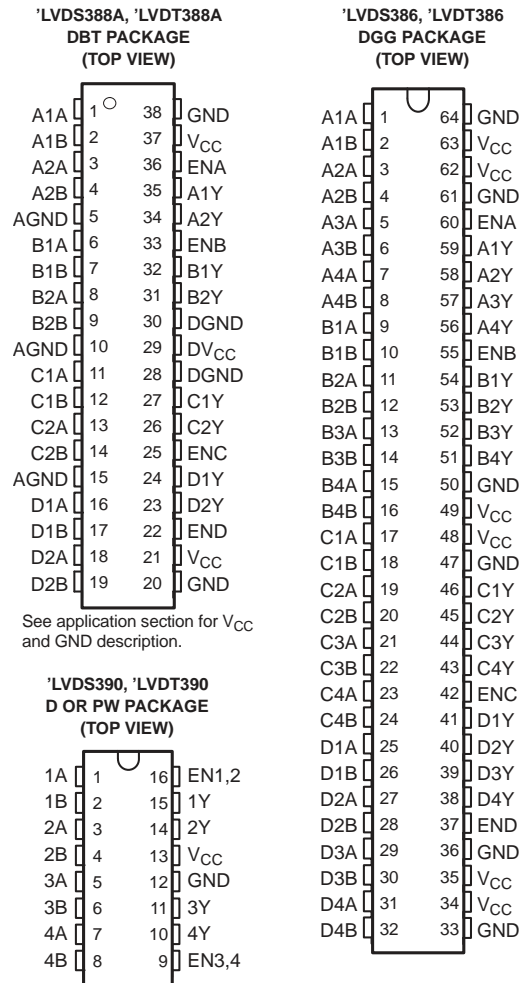 'LVDS388A, 'LVDT388A
DBT PACKAGE
(TOP VIEW)
A1A 1 38 GND
A1B 2 37 VCC
A2A 3 36 ENA
A2B 4 35 A1Y
AGND 5 34 A2Y
B1A 6 33 ENB
B1B 7 32 B1Y
B2A 8 31 B2Y
B2B 9 30 DGND
AGND 10 29 DVCC
C1A 11 28 DGND
C1B 12 27 C1Y
C2A 13 26 C2Y
C2B 14 25 ENC
AGND 15 24 D1Y
D1A 16 23 D2Y
D1B 17 22 END
D2A 18 21 VCC
D2B 19 20 GND
See application section for VCC
and GND description.
'LVDS390, 'LVDT390
D OR PW PACKAGE
(TOP VIEW)
1A 1 16 EN1,2
1B 2 15 1Y
2A 3 14 2Y
2B 4 13 VCC
3A 5 12 GND
3B 6 11 3Y
4A 7 10 4Y
4B 8 9 EN3,4
'LVDS386, 'LVDT386
DGG PACKAGE
(TOP VIEW)
A1A 1 64 GND
A1B 2 63 VCC
A2A 3 62 VCC
A2B 4 61 GND
A3A 5 60 ENA
A3B 6 59 A1Y
A4A 7 58 A2Y
A4B 8 57 A3Y
B1A 9 56 A4Y
B1B 10 55 ENB
B2A 11 54 B1Y
B2B 12 53 B2Y
B3A 13 52 B3Y
B3B 14 51 B4Y
B4A 15 50 GND
B4B 16 49 VCC
C1A 17 48 VCC
C1B 18 47 GND
C2A 19 46 C1Y
C2B 20 45 C2Y
C3A 21 44 C3Y
C3B 22 43 C4Y
C4A 23 42 ENC
C4B 24 41 D1Y
D1A 25 40 D2Y
D1B 26 39 D3Y
D2A 27 38 D4Y
D2B 28 37 END
D3A 29 36 GND
D3B 30 35 VCC
D4A 31 34 VCC
D4B 32 33 GND